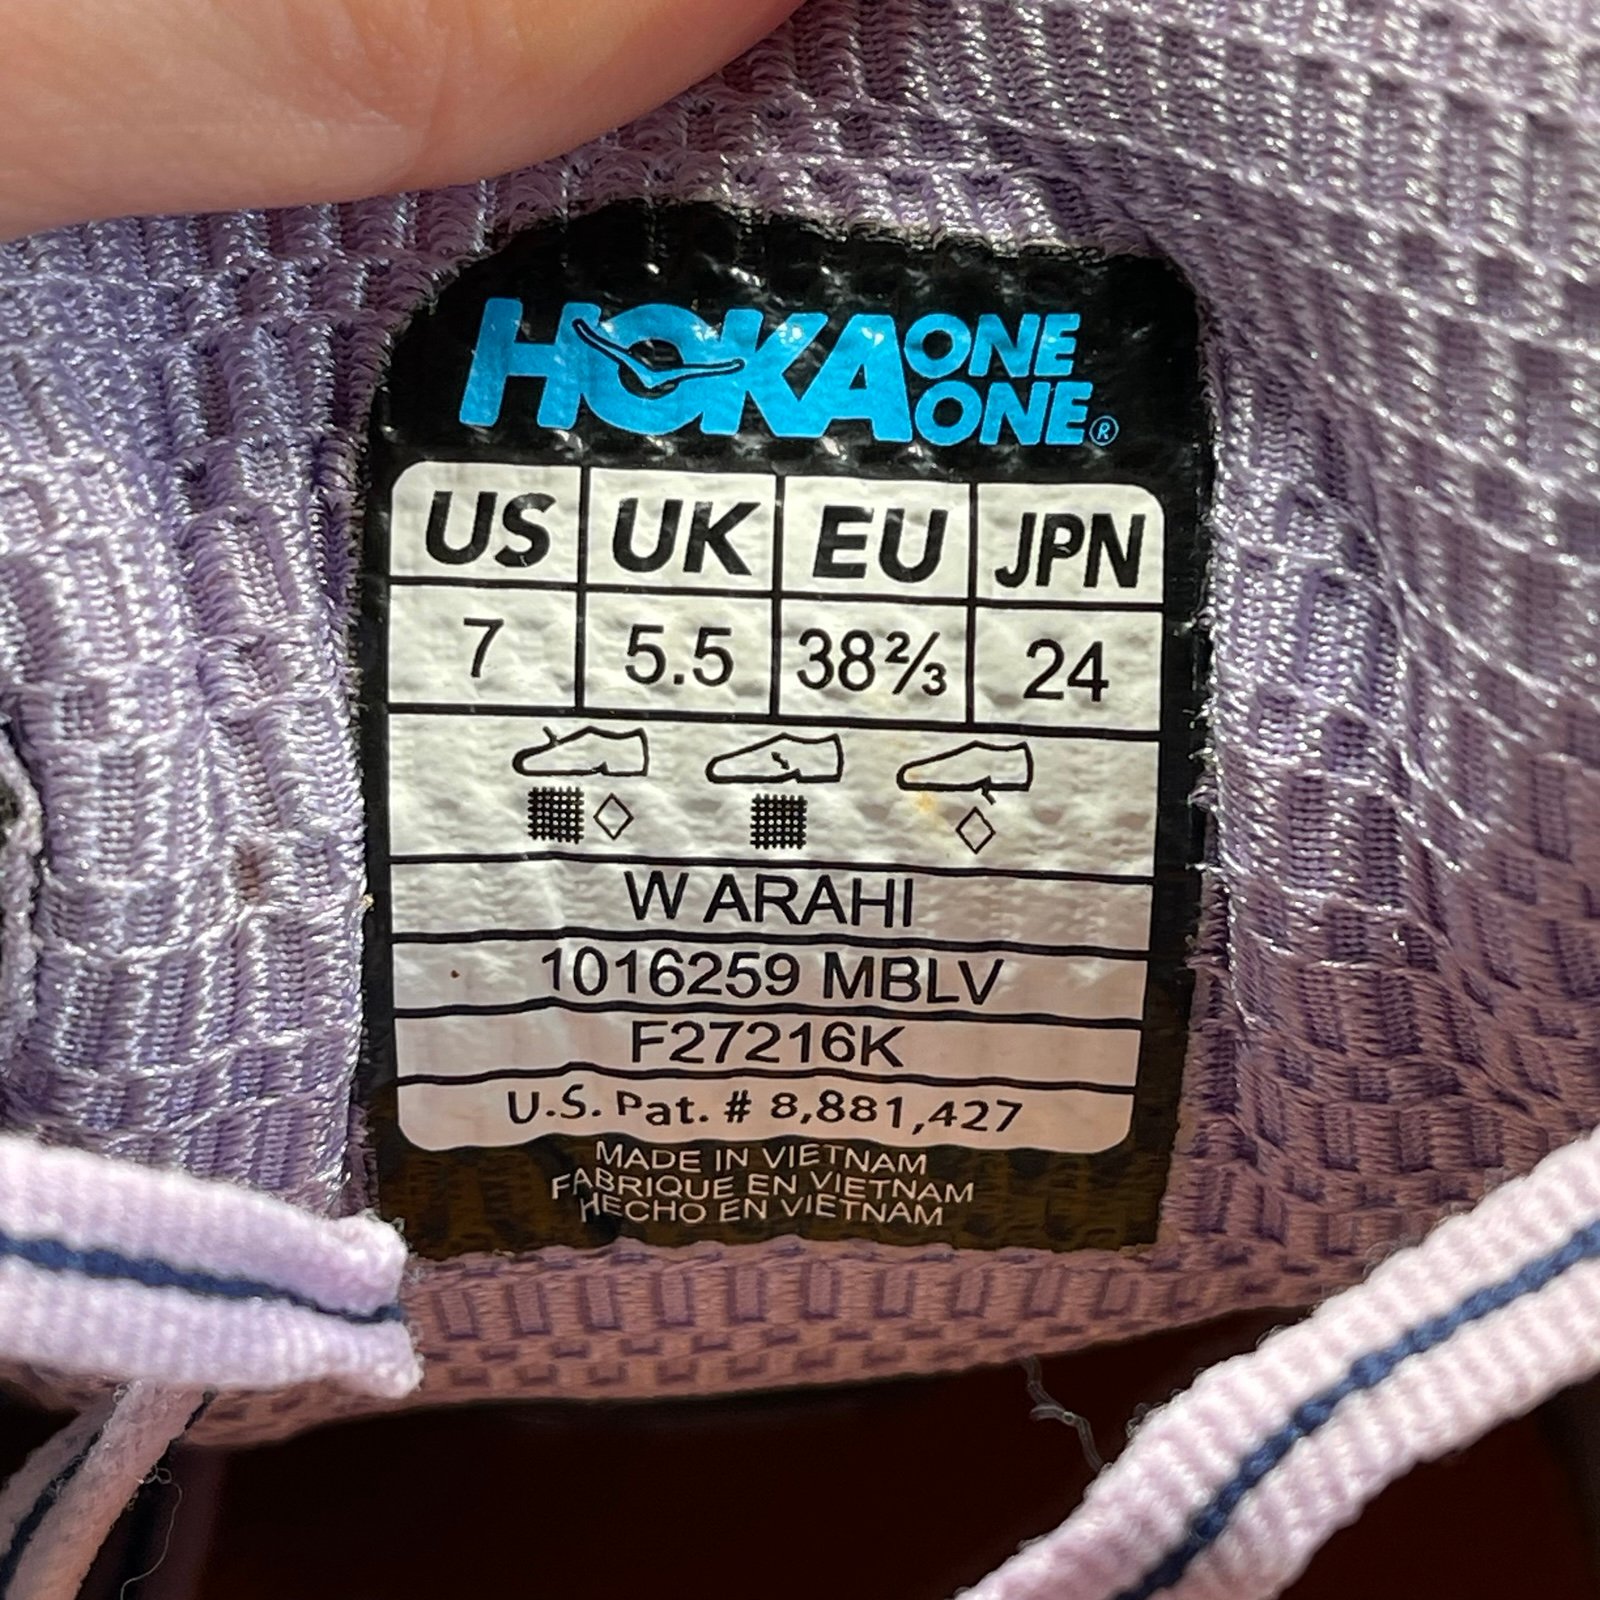 HOKA ONE ONE®
US UK EU JPN
7 5.5 38⅔ 24
W ARAHI
1016259 MBLV
F27216K
U.S. Pat. # 8,881,427
MADE IN VIETNAM
FABRIQUE EN VIETNAM
HECHO EN VIETNAM